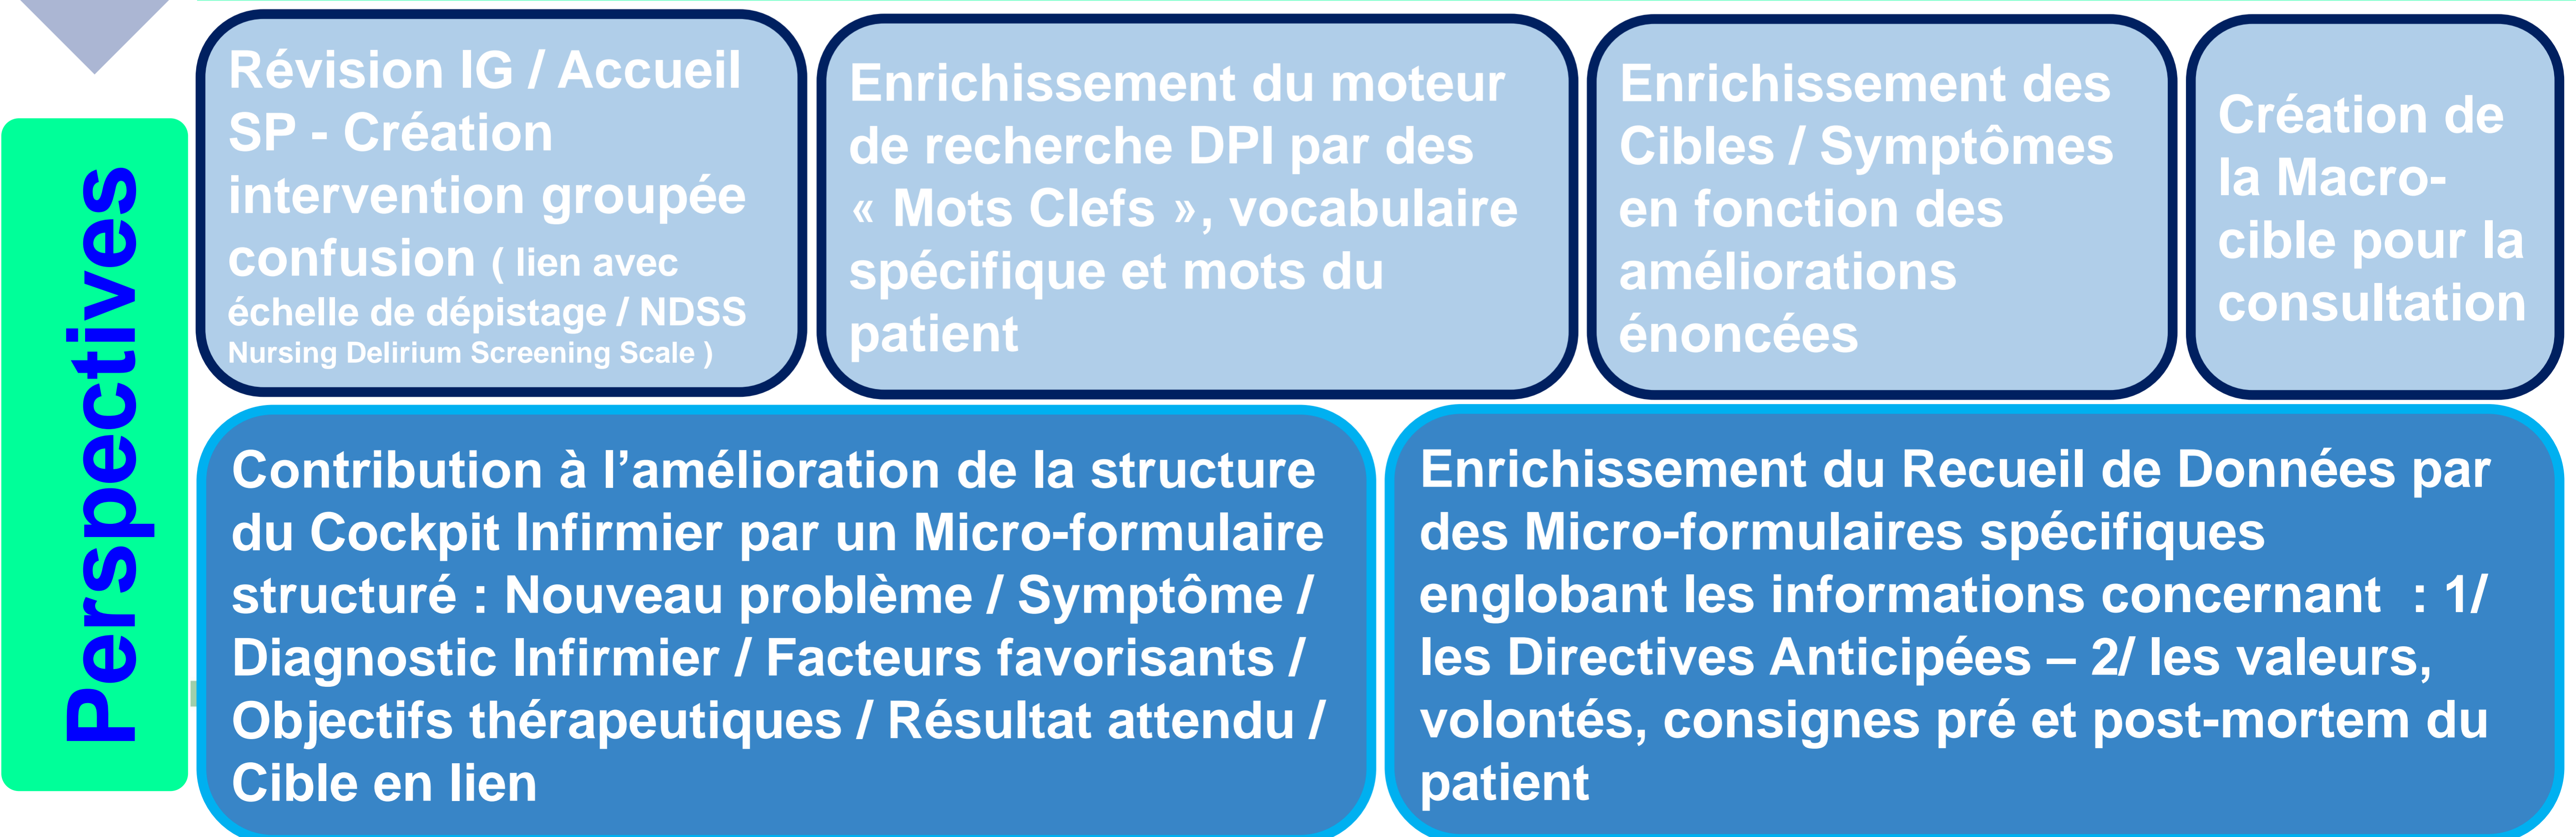 Perspectives
Révision IG / Accueil
SP - Création
intervention groupée
confusion ( lien avec
échelle de dépistage / NDSS
Nursing Delirium Screening Scale )
Enrichissement du moteur
de recherche DPI par des
« Mots Clefs », vocabulaire
spécifique et mots du
patient
Enrichissement des
Cibles / Symptômes
en fonction des
améliorations
énoncées
Création de
la Macro-
cible pour la
consultation
Contribution à l’amélioration de la structure
du Cockpit Infirmier par un Micro-formulaire
structuré : Nouveau problème / Symptôme /
Diagnostic Infirmier / Facteurs favorisants /
Objectifs thérapeutiques / Résultat attendu /
Cible en lien
Enrichissement du Recueil de Données par
des Micro-formulaires spécifiques
englobant les informations concernant  : 1/
les Directives Anticipées – 2/ les valeurs,
volontés, consignes pré et post-mortem du
patient